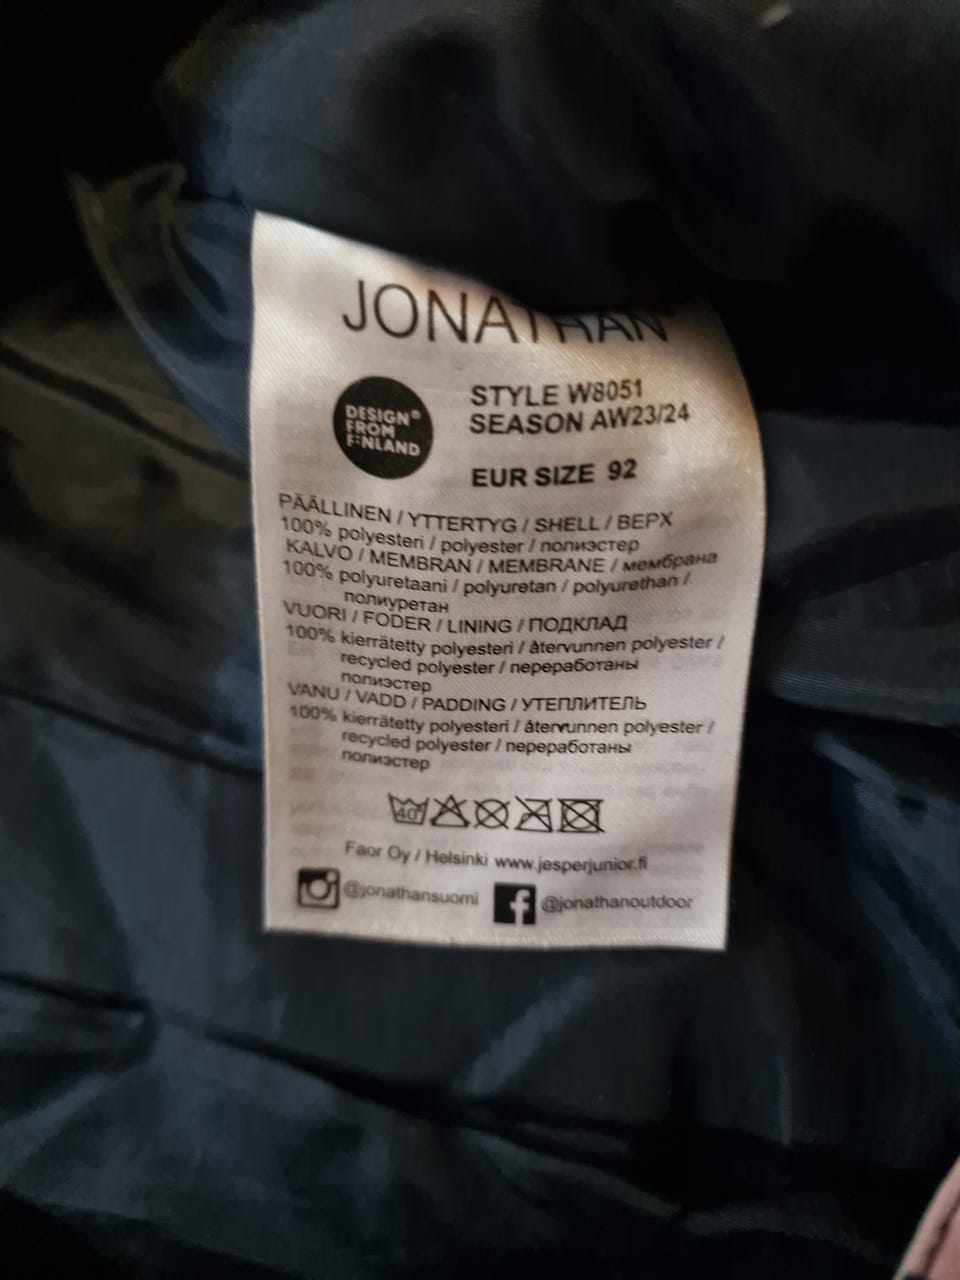 JONATHAN
DESIGN®
FROM
FINLAND
STYLE W8051
SEASON AW23/24
EUR SIZE 92
PÄÄLLINEN / YTTERTYG / SHELL / ВЕРХ
100% polyesteri / polyester / полиэстер
KALVO / MEMBRAN / MEMBRANE / мембрана
100% polyuretaani / polyuretan / polyurethan /
полиуретан
VUORI / FODER / LINING / ПОДКЛАД
100% kierrätetty polyesteri / återvunnen polyester /
recycled polyester / переработаны
полиэстер
VANU / VADD / PADDING / УТЕПЛИТЕЛЬ
100% kierrätetty polyesteri / återvunnen polyester /
recycled polyester / переработаны
полиэстер
40°
Faor Oy / Helsinki www.jesperjunior.fi
@jonathansuomi
@jonathanoutdoor